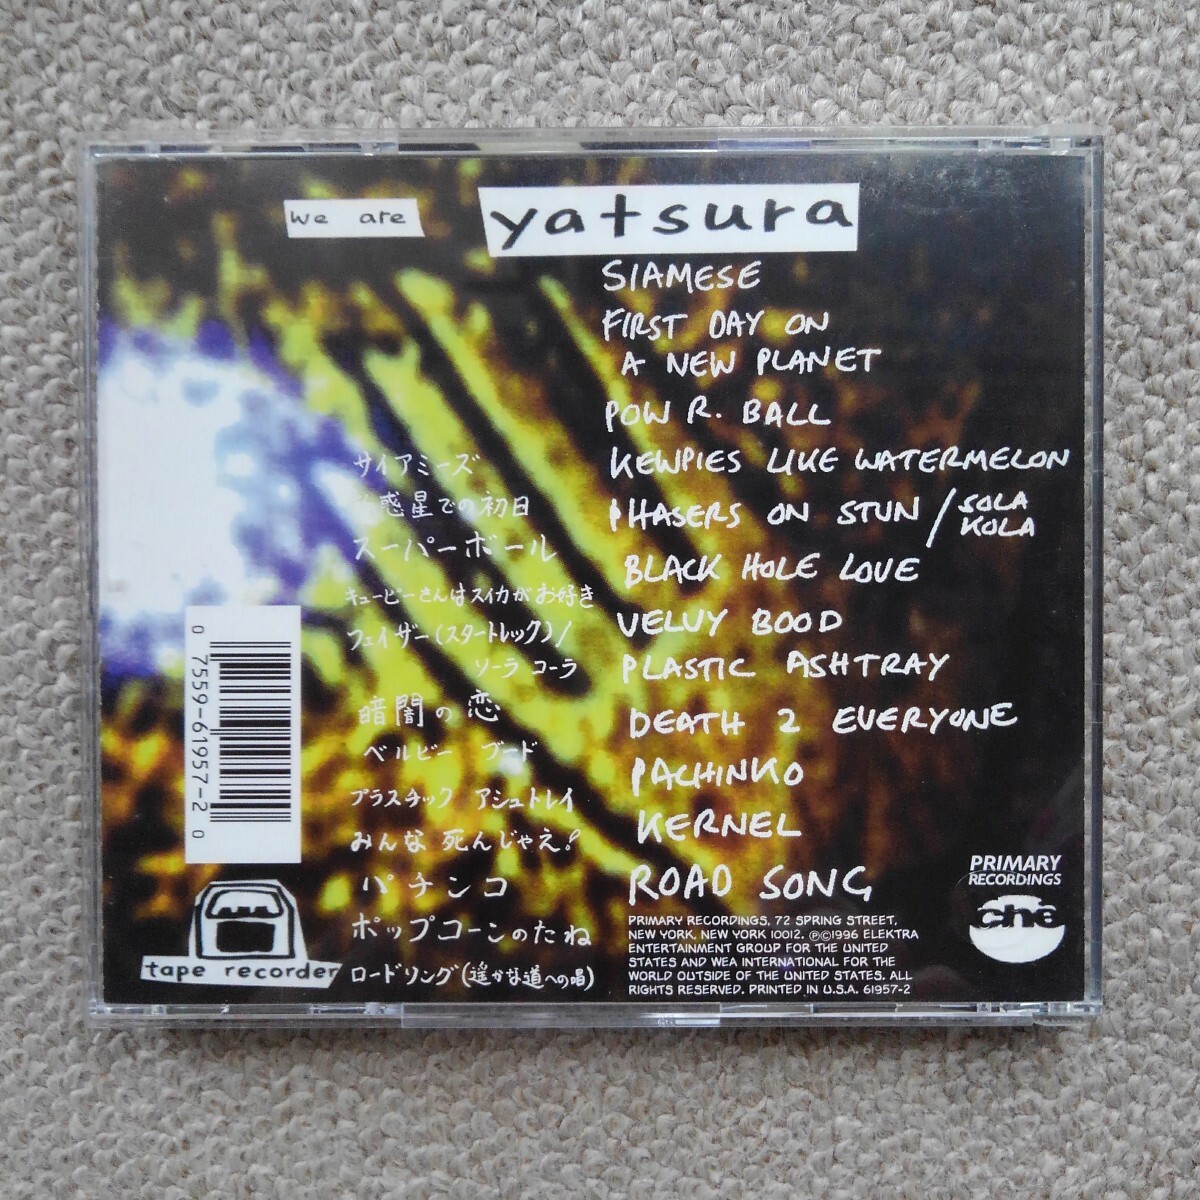 we are yatsura
SIAMESE
FIRST DAY ON
A NEW PLANET
POW R. BALL
KEWPIES LIKE WATERMELON
PHASERS ON STUN / SOLA
KOLA
BLACK HOLE LOVE
VELVY BOOD
PLASTIC ASHTRAY
DEATH 2 EVERYONE
PACHINKO
KERNEL
ROAD SONG
サイアミーズ
惑星での初日
スーパーボール
キューピーさんはスイカがお好き
フェイザー(スタートレック)/
ソーラ コーラ
暗闇の恋
ベルビー ブード
プラスチック アシュトレイ
みんな 死んじゃえ!
パチンコ
ポップコーンのたね
ロードソング(遥かな道への唄)
0 7559-61957-2 0
tape recorder
PRIMARY RECORDINGS, 72 SPRING STREET,
NEW YORK, NEW YORK 10012. ℗©1996 ELEKTRA
ENTERTAINMENT GROUP FOR THE UNITED
STATES AND WEA INTERNATIONAL FOR THE
WORLD OUTSIDE OF THE UNITED STATES. ALL
RIGHTS RESERVED. PRINTED IN U.S.A. 61957-2
PRIMARY
RECORDINGS
ché